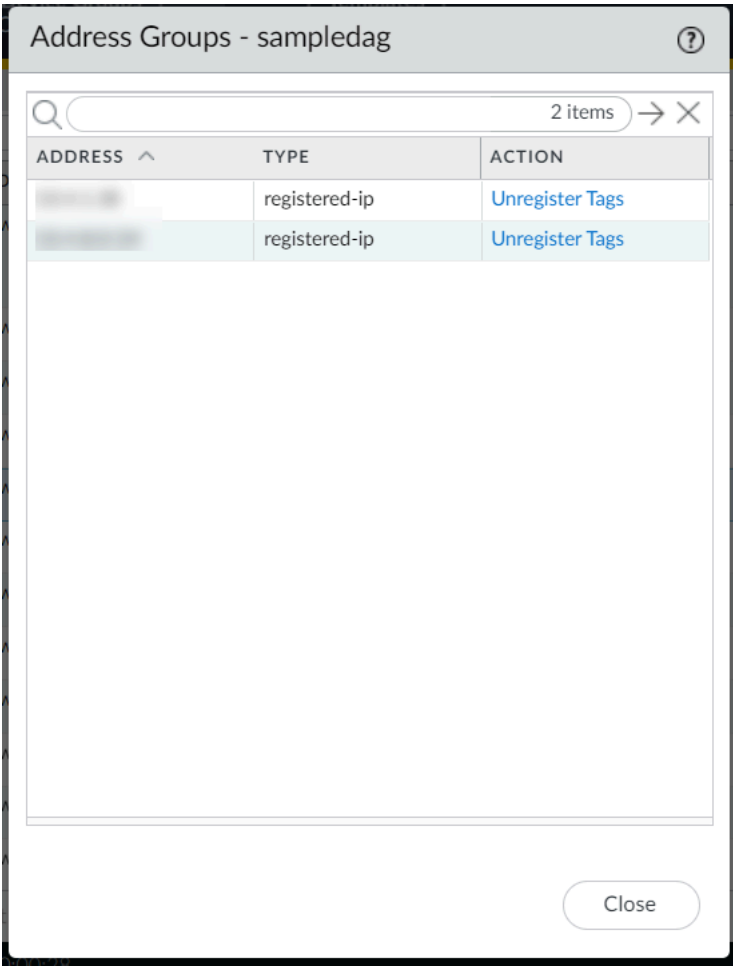 Address Groups - sampledag
2 items
ADDRESS TYPE ACTION
registered-ip Unregister Tags
registered-ip Unregister Tags
Close